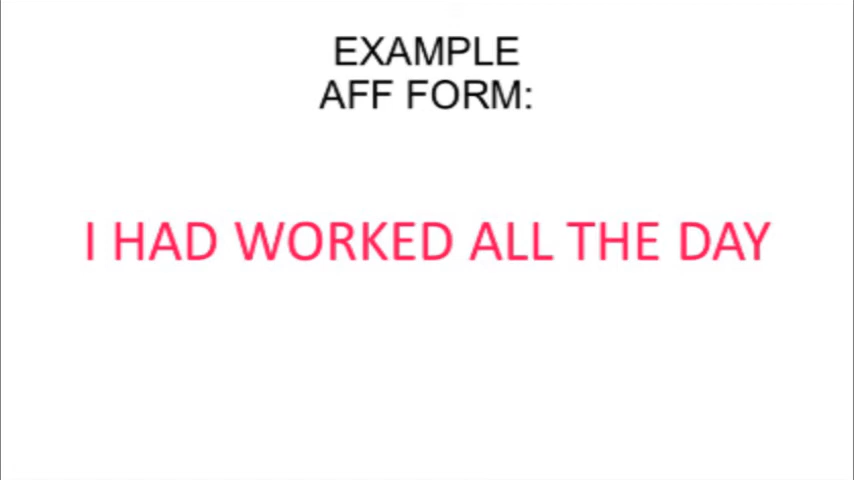 EXAMPLE
AFF FORM:
I HAD WORKED ALL THE DAY